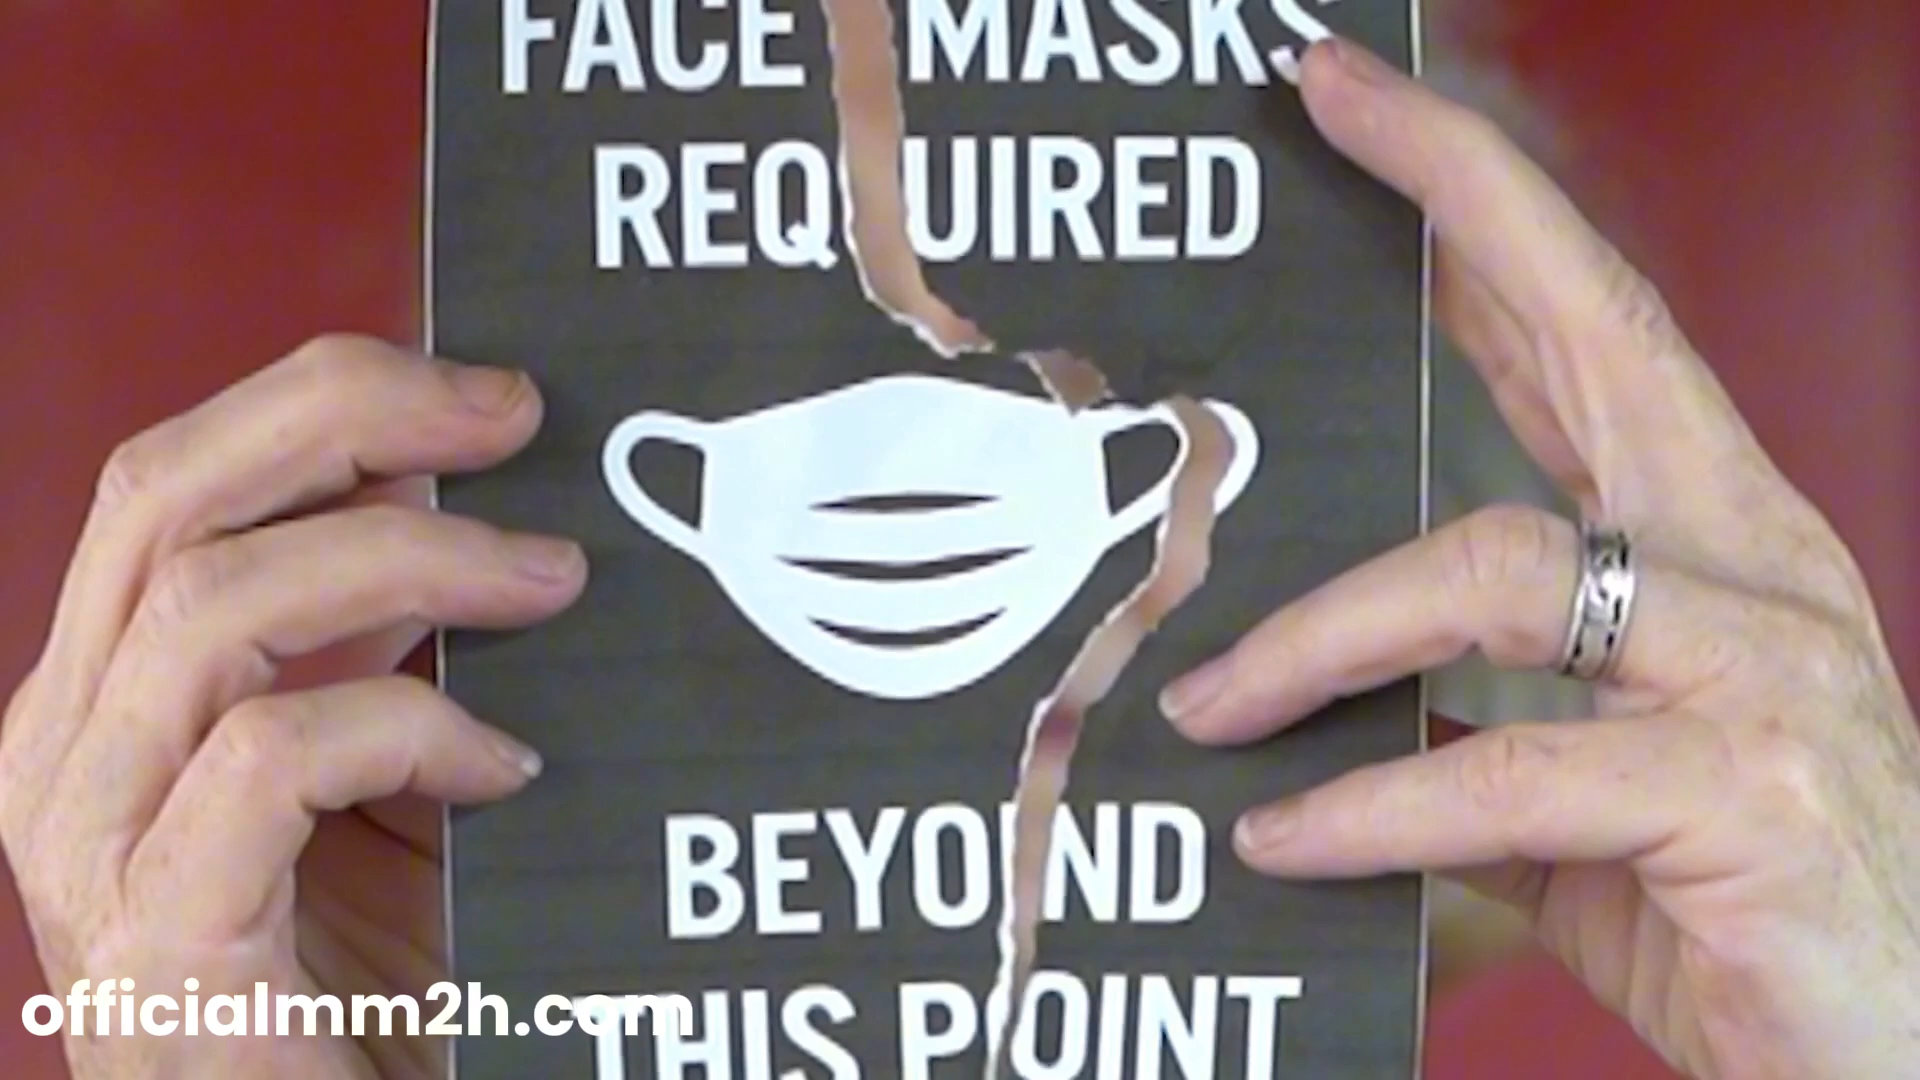 FACE MASKS
REQUIRED
BEYOND
THIS POINT
officialmm2h.com